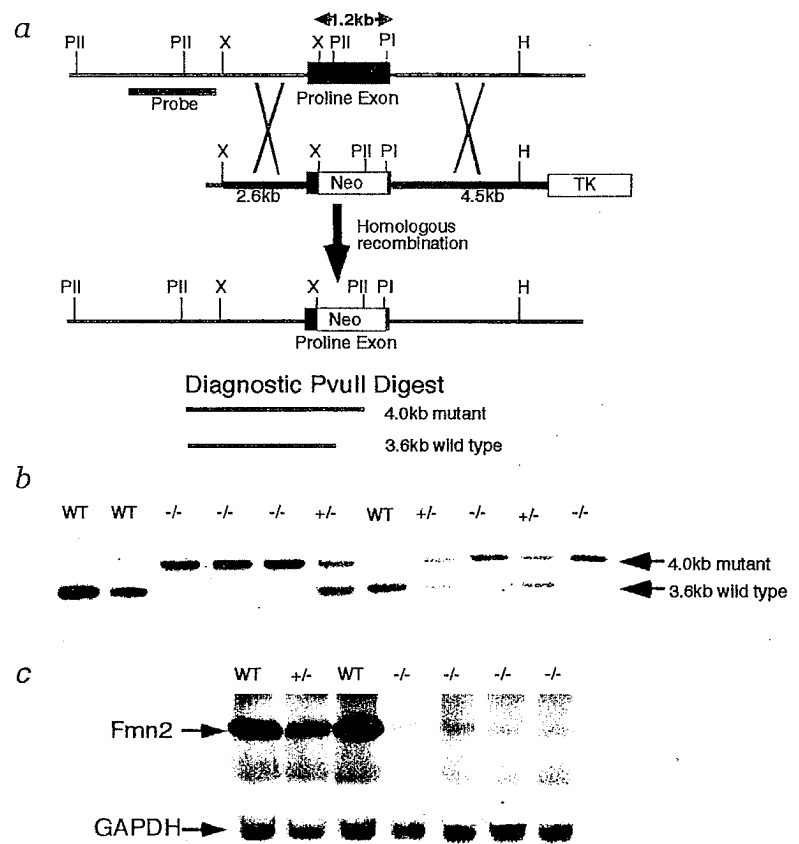 a
1.2kb
PII PII X X PII PI H
Probe
Proline Exon
X X PII PI H
Neo
TK
2.6kb 4.5kb
Homologous
recombination
PII PII X X PII PI H
Neo
Proline Exon
Diagnostic PvuII Digest
4.0kb mutant
3.6kb wild type
b
WT WT -/- -/- -/- +/- WT +/- -/- +/- -/-
4.0kb mutant
3.6kb wild type
c
WT +/- WT -/- -/- -/- -/-
Fmn2
GAPDH